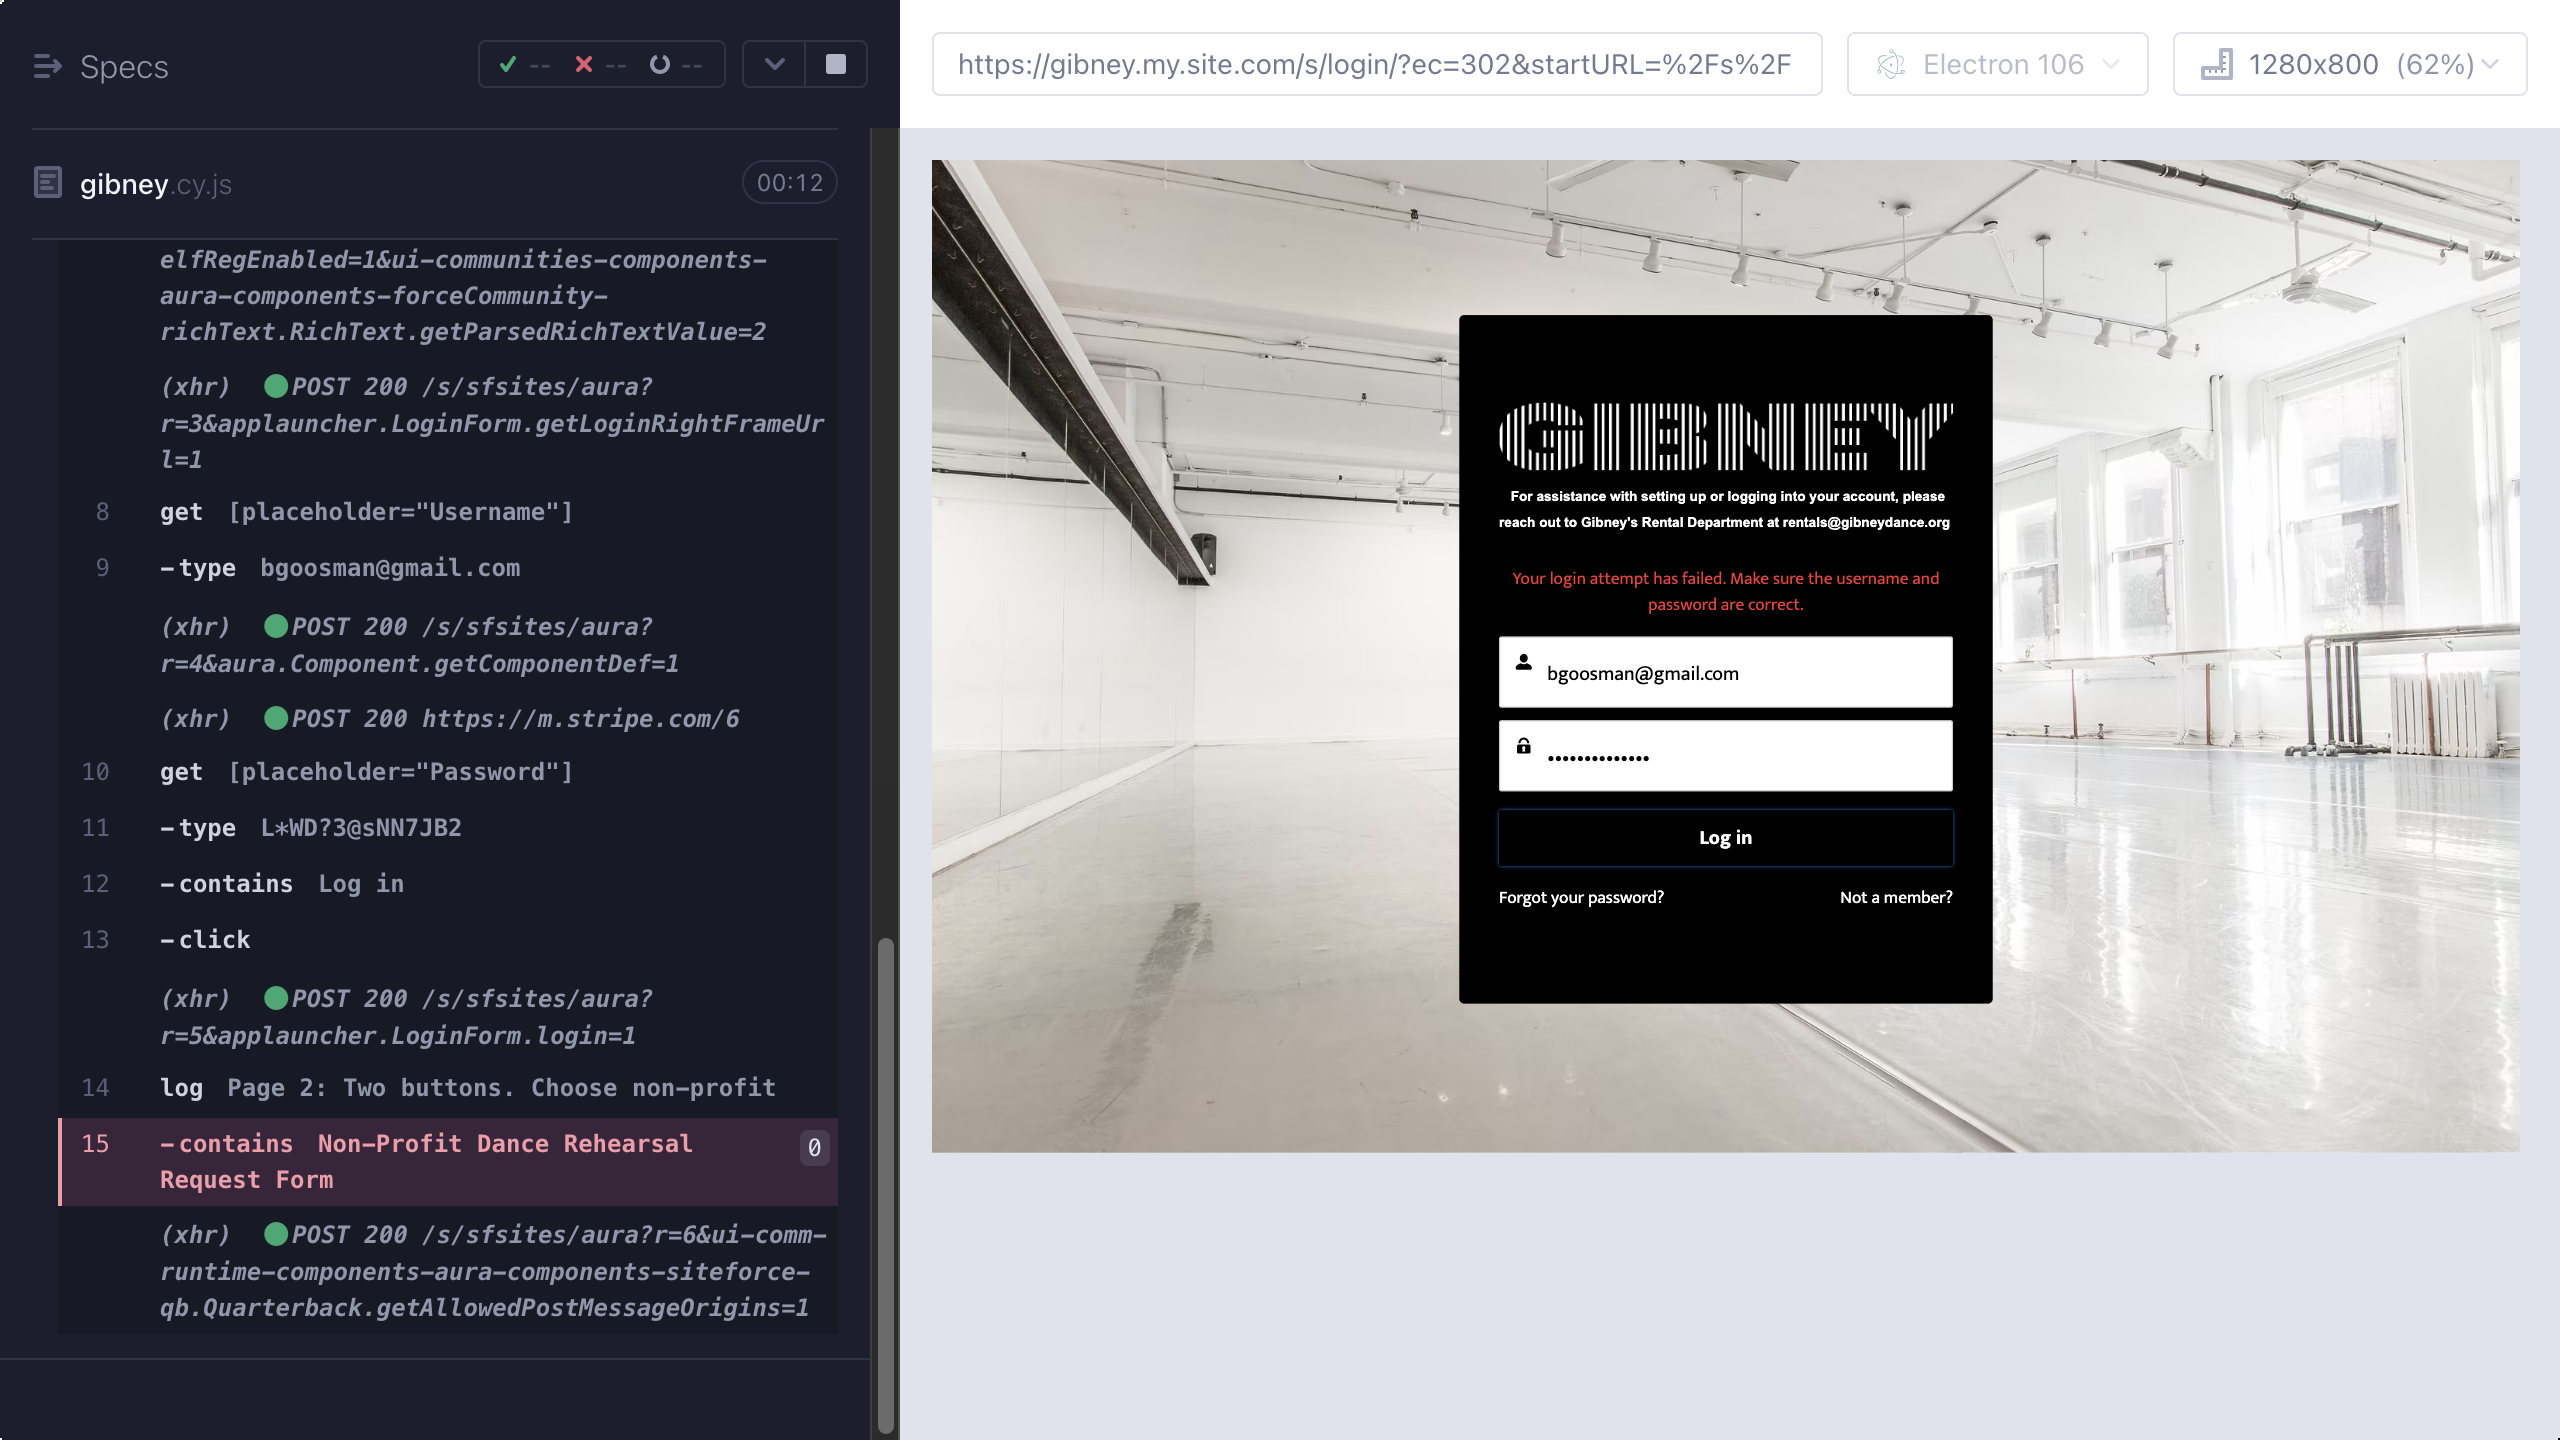 Specs
-- -- --
https://gibney.my.site.com/s/login/?ec=302&startURL=%2Fs%2F
Electron 106
1280x800 (62%)
gibney.cy.js
00:12
elfRegEnabled=1&ui-communities-components-
aura-components-forceCommunity-
richText.RichText.getParsedRichTextValue=2
(xhr) POST 200 /s/sfsites/aura?
r=3&applauncher.LoginForm.getLoginRightFrameUr
l=1
8 get [placeholder="Username"]
9 -type bgoosman@gmail.com
(xhr) POST 200 /s/sfsites/aura?
r=4&aura.Component.getComponentDef=1
(xhr) POST 200 https://m.stripe.com/6
10 get [placeholder="Password"]
11 -type L*WD?3@sNN7JB2
12 -contains Log in
13 -click
(xhr) POST 200 /s/sfsites/aura?
r=5&applauncher.LoginForm.login=1
14 log Page 2: Two buttons. Choose non-profit
15 -contains Non-Profit Dance Rehearsal 0
Request Form
(xhr) POST 200 /s/sfsites/aura?r=6&ui-comm-
runtime-components-aura-components-siteforce-
qb.Quarterback.getAllowedPostMessageOrigins=1
GIBNEY
For assistance with setting up or logging into your account, please
reach out to Gibney's Rental Department at rentals@gibneydance.org
Your login attempt has failed. Make sure the username and
password are correct.
bgoosman@gmail.com
••••••••••••••
Log in
Forgot your password? Not a member?